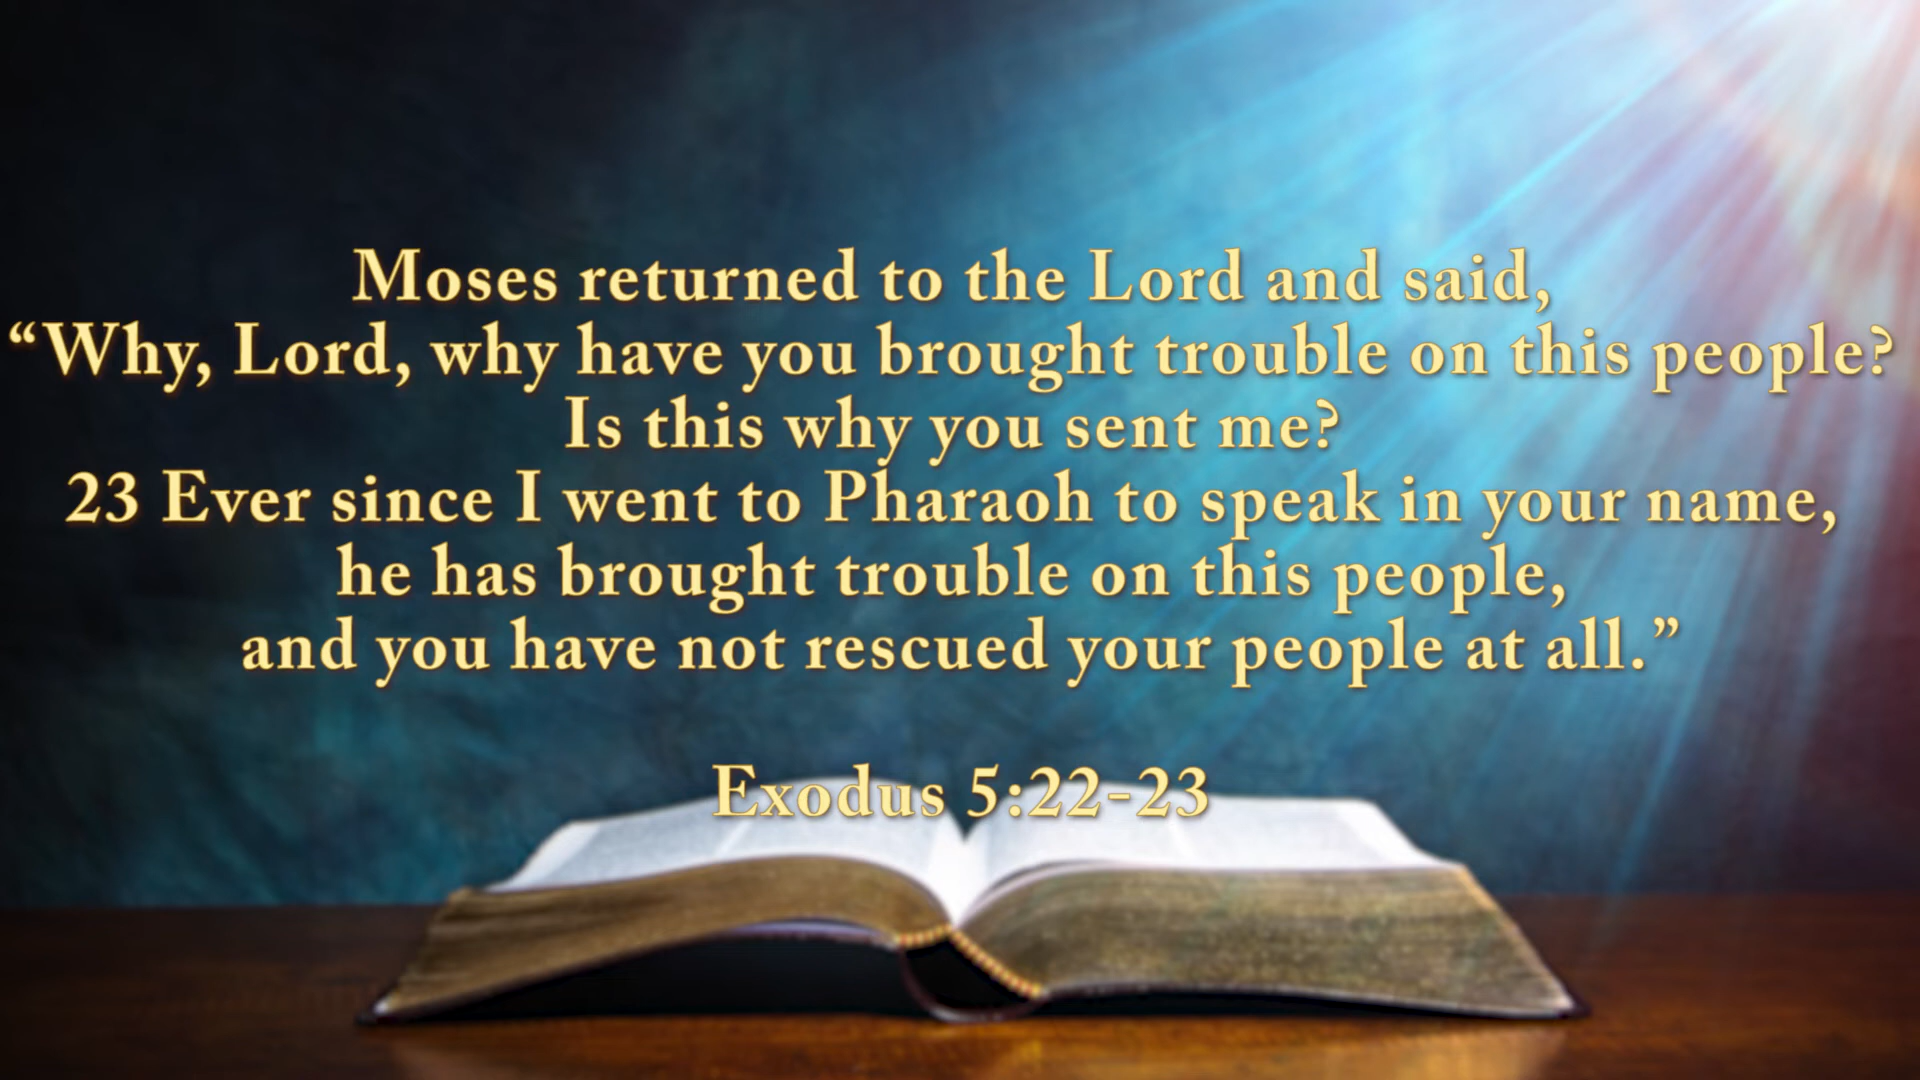 Moses returned to the Lord and said,
“Why, Lord, why have you brought trouble on this people?
Is this why you sent me?
23 Ever since I went to Pharaoh to speak in your name,
he has brought trouble on this people,
and you have not rescued your people at all.”
Exodus 5:22-23